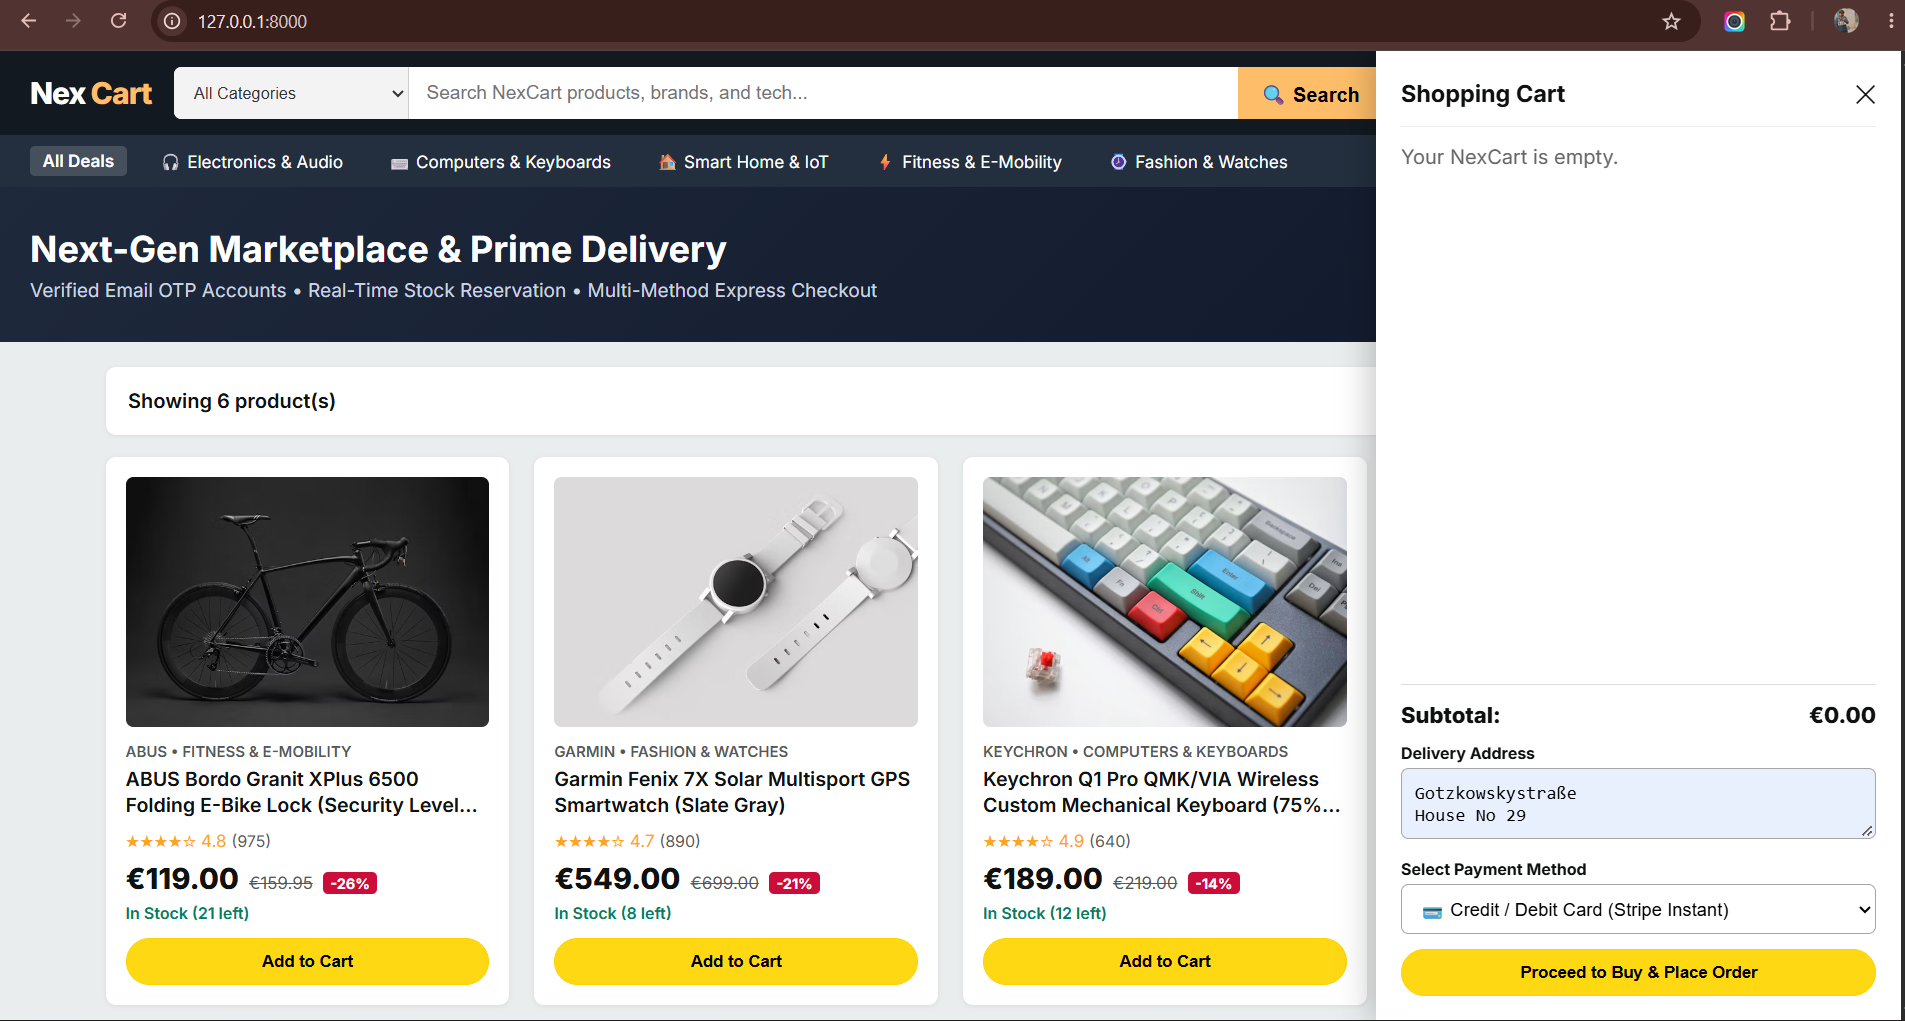 127.0.0.1:8000
Nex Cart
All Categories
Search NexCart products, brands, and tech...
Search
All Deals
Electronics & Audio
Computers & Keyboards
Smart Home & IoT
Fitness & E-Mobility
Fashion & Watches
Next-Gen Marketplace & Prime Delivery
Verified Email OTP Accounts • Real-Time Stock Reservation • Multi-Method Express Checkout
Showing 6 product(s)
ABUS • FITNESS & E-MOBILITY
ABUS Bordo Granit XPlus 6500
Folding E-Bike Lock (Security Level...
★★★★☆ 4.8 (975)
€119.00 €159.95 -26%
In Stock (21 left)
Add to Cart
GARMIN • FASHION & WATCHES
Garmin Fenix 7X Solar Multisport GPS
Smartwatch (Slate Gray)
★★★★☆ 4.7 (890)
€549.00 €699.00 -21%
In Stock (8 left)
Add to Cart
Backspace
Alt
Fn
Ctrl
Shift
Enter
Ins
Del
KEYCHRON • COMPUTERS & KEYBOARDS
Keychron Q1 Pro QMK/VIA Wireless
Custom Mechanical Keyboard (75%...
★★★★☆ 4.9 (640)
€189.00 €219.00 -14%
In Stock (12 left)
Add to Cart
Shopping Cart
Your NexCart is empty.
Subtotal: €0.00
Delivery Address
Gotzkowskystraße
House No 29
Select Payment Method
Credit / Debit Card (Stripe Instant)
Proceed to Buy & Place Order